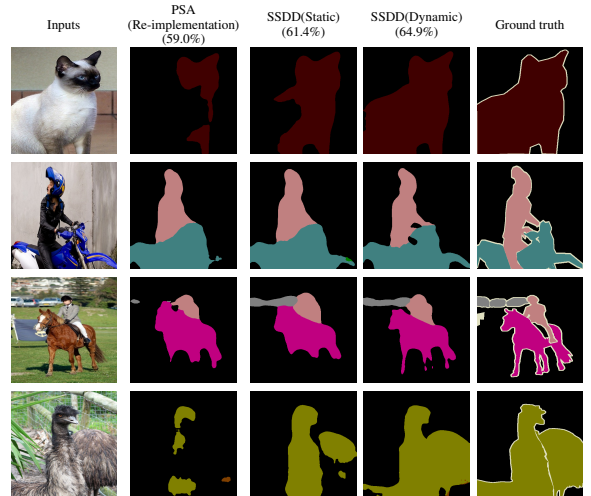 Inputs
PSA
(Re-implementation)
(59.0%)
SSDD(Static)
(61.4%)
SSDD(Dynamic)
(64.9%)
Ground truth